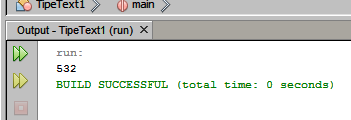 TipeText1 main
Output - TipeText1 (run)
run:
532
BUILD SUCCESSFUL (total time: 0 seconds)